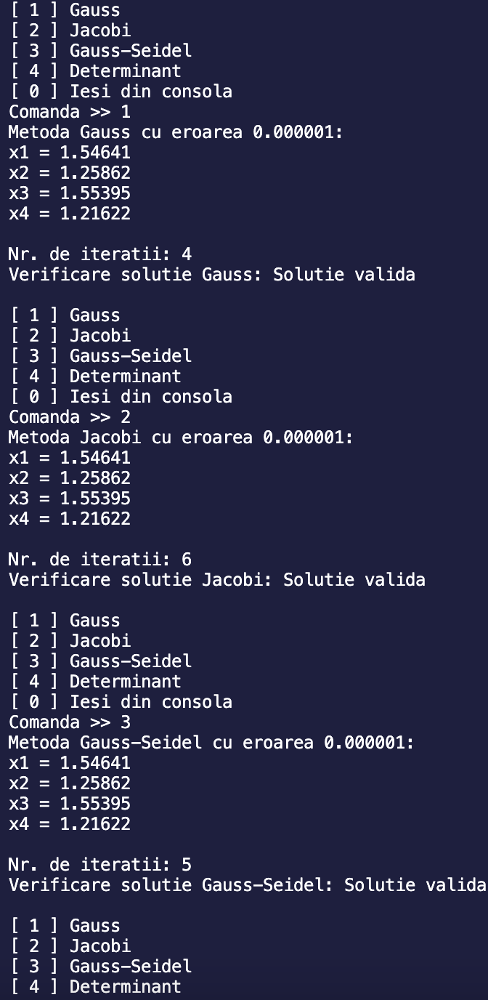 [ 1 ] Gauss
[ 2 ] Jacobi
[ 3 ] Gauss-Seidel
[ 4 ] Determinant
[ 0 ] Iesi din consola
Comanda >> 1
Metoda Gauss cu eroarea 0.000001:
x1 = 1.54641
x2 = 1.25862
x3 = 1.55395
x4 = 1.21622
Nr. de iteratii: 4
Verificare solutie Gauss: Solutie valida
[ 1 ] Gauss
[ 2 ] Jacobi
[ 3 ] Gauss-Seidel
[ 4 ] Determinant
[ 0 ] Iesi din consola
Comanda >> 2
Metoda Jacobi cu eroarea 0.000001:
x1 = 1.54641
x2 = 1.25862
x3 = 1.55395
x4 = 1.21622
Nr. de iteratii: 6
Verificare solutie Jacobi: Solutie valida
[ 1 ] Gauss
[ 2 ] Jacobi
[ 3 ] Gauss-Seidel
[ 4 ] Determinant
[ 0 ] Iesi din consola
Comanda >> 3
Metoda Gauss-Seidel cu eroarea 0.000001:
x1 = 1.54641
x2 = 1.25862
x3 = 1.55395
x4 = 1.21622
Nr. de iteratii: 5
Verificare solutie Gauss-Seidel: Solutie valida
[ 1 ] Gauss
[ 2 ] Jacobi
[ 3 ] Gauss-Seidel
[ 4 ] Determinant